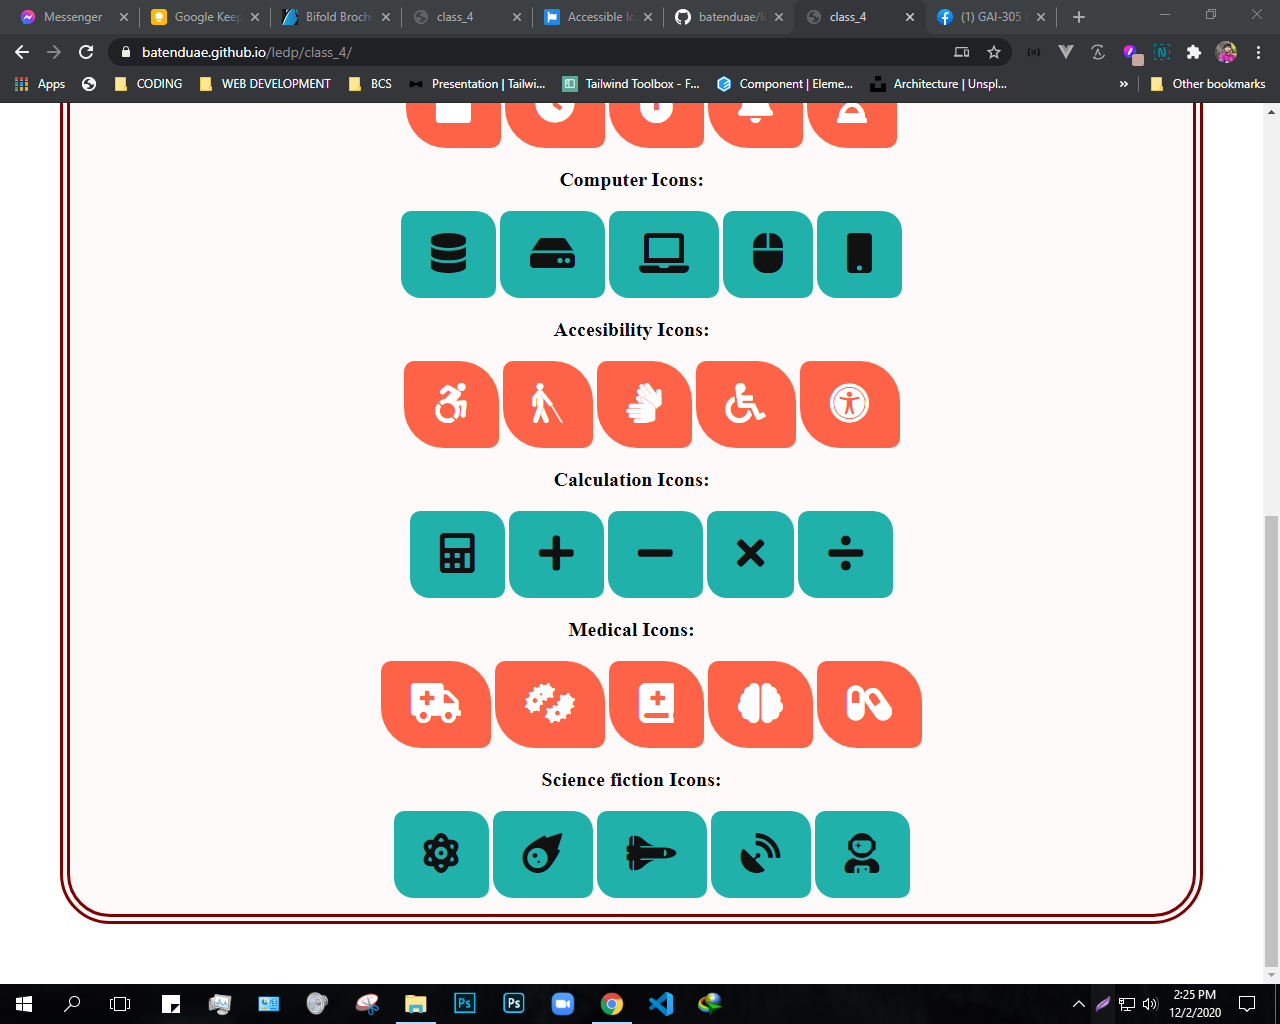 Messenger
Google Keep
Bifold Broch
class_4
Accessible Ic
batenduae/l
class_4
(1) GAI-305
batenduae.github.io/ledp/class_4/
Apps
CODING
WEB DEVELOPMENT
BCS
Presentation | Tailwi...
Tailwind Toolbox - F...
Component | Eleme...
Architecture | Unspl...
»
Other bookmarks
Computer Icons:
Accesibility Icons:
Calculation Icons:
Medical Icons:
Science fiction Icons:
Ps
Ps
2:25 PM
12/2/2020